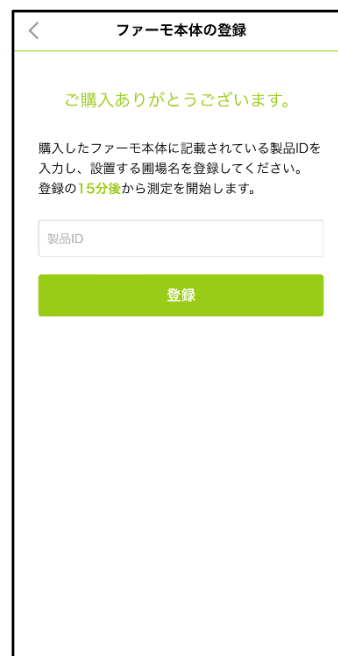 ファーモ本体の登録
ご購入ありがとうございます。
購入したファーモ本体に記載されている製品IDを
入力し、設置する圃場名を登録してください。
登録の15分後から測定を開始します。
製品ID
登録